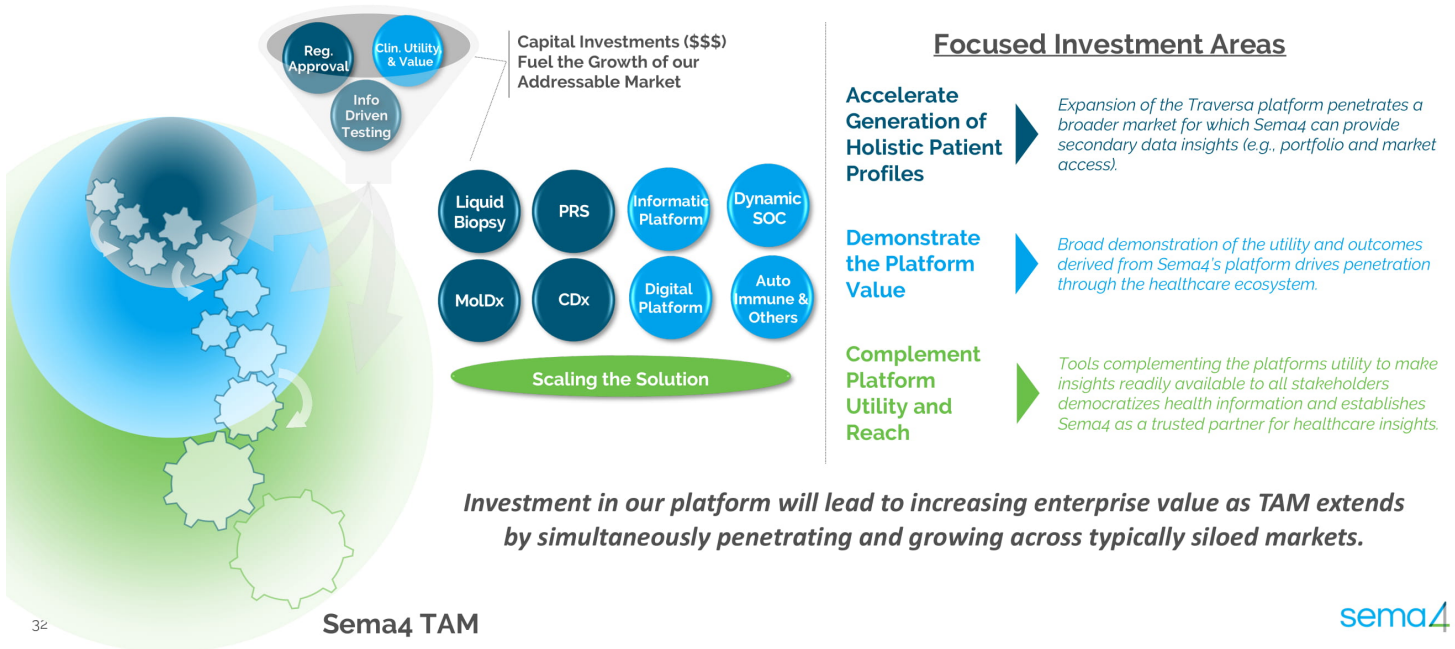 Reg.
Approval
Clin. Utility,
& Value
Info
Driven
Testing
Capital Investments ($$$)
Fuel the Growth of our
Addressable Market
Liquid
Biopsy
PRS
Informatic
Platform
Dynamic
SOC
MolDx
CDx
Digital
Platform
Auto
Immune &
Others
Scaling the Solution
Focused Investment Areas
Accelerate
Generation of
Holistic Patient
Profiles
Expansion of the Traversa platform penetrates a
broader market for which Sema4 can provide
secondary data insights (e.g., portfolio and market
access).
Demonstrate
the Platform
Value
Broad demonstration of the utility and outcomes
derived from Sema4's platform drives penetration
through the healthcare ecosystem.
Complement
Platform
Utility and
Reach
Tools complementing the platforms utility to make
insights readily available to all stakeholders
democratizes health information and establishes
Sema4 as a trusted partner for healthcare insights.
Investment in our platform will lead to increasing enterprise value as TAM extends
by simultaneously penetrating and growing across typically siloed markets.
32
Sema4 TAM
sema4